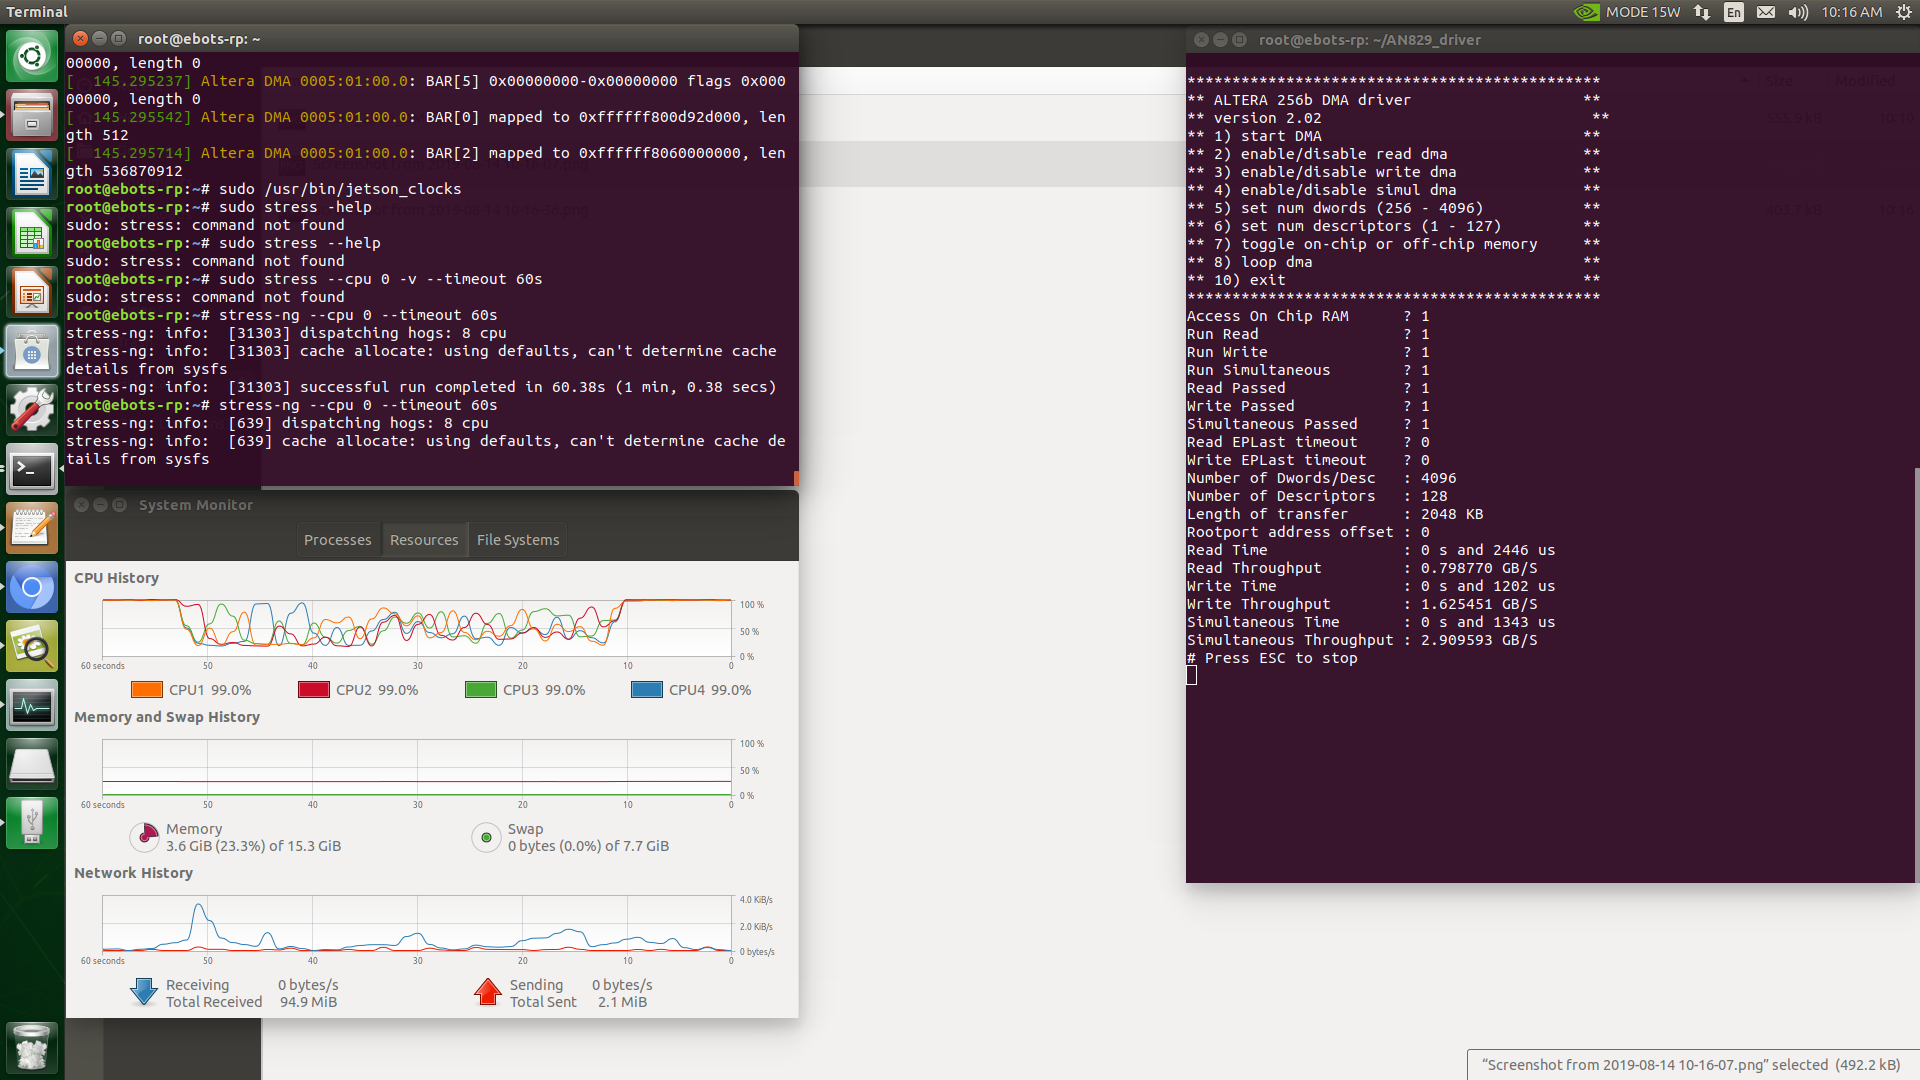 Terminal
MODE 15W
En
10:16 AM
root@ebots-rp: ~
00000, length 0
[  145.295237] Altera DMA 0005:01:00.0: BAR[5] 0x00000000-0x00000000 flags 0x000
00000, length 0
[  145.295542] Altera DMA 0005:01:00.0: BAR[0] mapped to 0xffffff800d92d000, len
gth 512
[  145.295714] Altera DMA 0005:01:00.0: BAR[2] mapped to 0xffffff8060000000, len
gth 536870912
root@ebots-rp:~# sudo /usr/bin/jetson_clocks
root@ebots-rp:~# sudo stress -help
sudo: stress: command not found
root@ebots-rp:~# sudo stress --help
sudo: stress: command not found
root@ebots-rp:~# sudo stress --cpu 0 -v --timeout 60s
sudo: stress: command not found
root@ebots-rp:~# stress-ng --cpu 0 --timeout 60s
stress-ng: info:  [31303] dispatching hogs: 8 cpu
stress-ng: info:  [31303] cache allocate: using defaults, can't determine cache
details from sysfs
stress-ng: info:  [31303] successful run completed in 60.38s (1 min, 0.38 secs)
root@ebots-rp:~# stress-ng --cpu 0 --timeout 60s
stress-ng: info:  [639] dispatching hogs: 8 cpu
stress-ng: info:  [639] cache allocate: using defaults, can't determine cache de
tails from sysfs
System Monitor
Processes Resources File Systems
CPU History
100 %
50 %
0 %
60 seconds 50 40 30 20 10 0
CPU1 99.0% CPU2 99.0% CPU3 99.0% CPU4 99.0%
Memory and Swap History
100 %
50 %
0 %
60 seconds 50 40 30 20 10 0
Memory
3.6 GiB (23.3%) of 15.3 GiB
Swap
0 bytes (0.0%) of 7.7 GiB
Network History
4.0 KiB/s
2.0 KiB/s
0 bytes/s
60 seconds 50 40 30 20 10 0
Receiving 0 bytes/s
Total Received 94.9 MiB
Sending 0 bytes/s
Total Sent 2.1 MiB
root@ebots-rp: ~/AN829_driver
Size Modified
**********************************************
** ALTERA 256b DMA driver                   **
** version 2.02                              **
** 1) start DMA                             **
** 2) enable/disable read dma               **
** 3) enable/disable write dma              **
** 4) enable/disable simul dma              **
** 5) set num dwords (256 - 4096)           **
** 6) set num descriptors (1 - 127)         **
** 7) toggle on-chip or off-chip memory     **
** 8) loop dma                              **
** 10) exit                                 **
**********************************************
Access On Chip RAM      ? 1
Run Read                ? 1
Run Write               ? 1
Run Simultaneous        ? 1
Read Passed             ? 1
Write Passed            ? 1
Simultaneous Passed     ? 1
Read EPLast timeout     ? 0
Write EPLast timeout    ? 0
Number of Dwords/Desc   : 4096
Number of Descriptors   : 128
Length of transfer      : 2048 KB
Rootport address offset : 0
Read Time               : 0 s and 2446 us
Read Throughput         : 0.798770 GB/S
Write Time              : 0 s and 1202 us
Write Throughput        : 1.625451 GB/S
Simultaneous Time       : 0 s and 1343 us
Simultaneous Throughput : 2.909593 GB/S
# Press ESC to stop
“Screenshot from 2019-08-14 10-16-07.png” selected (492.2 kB)